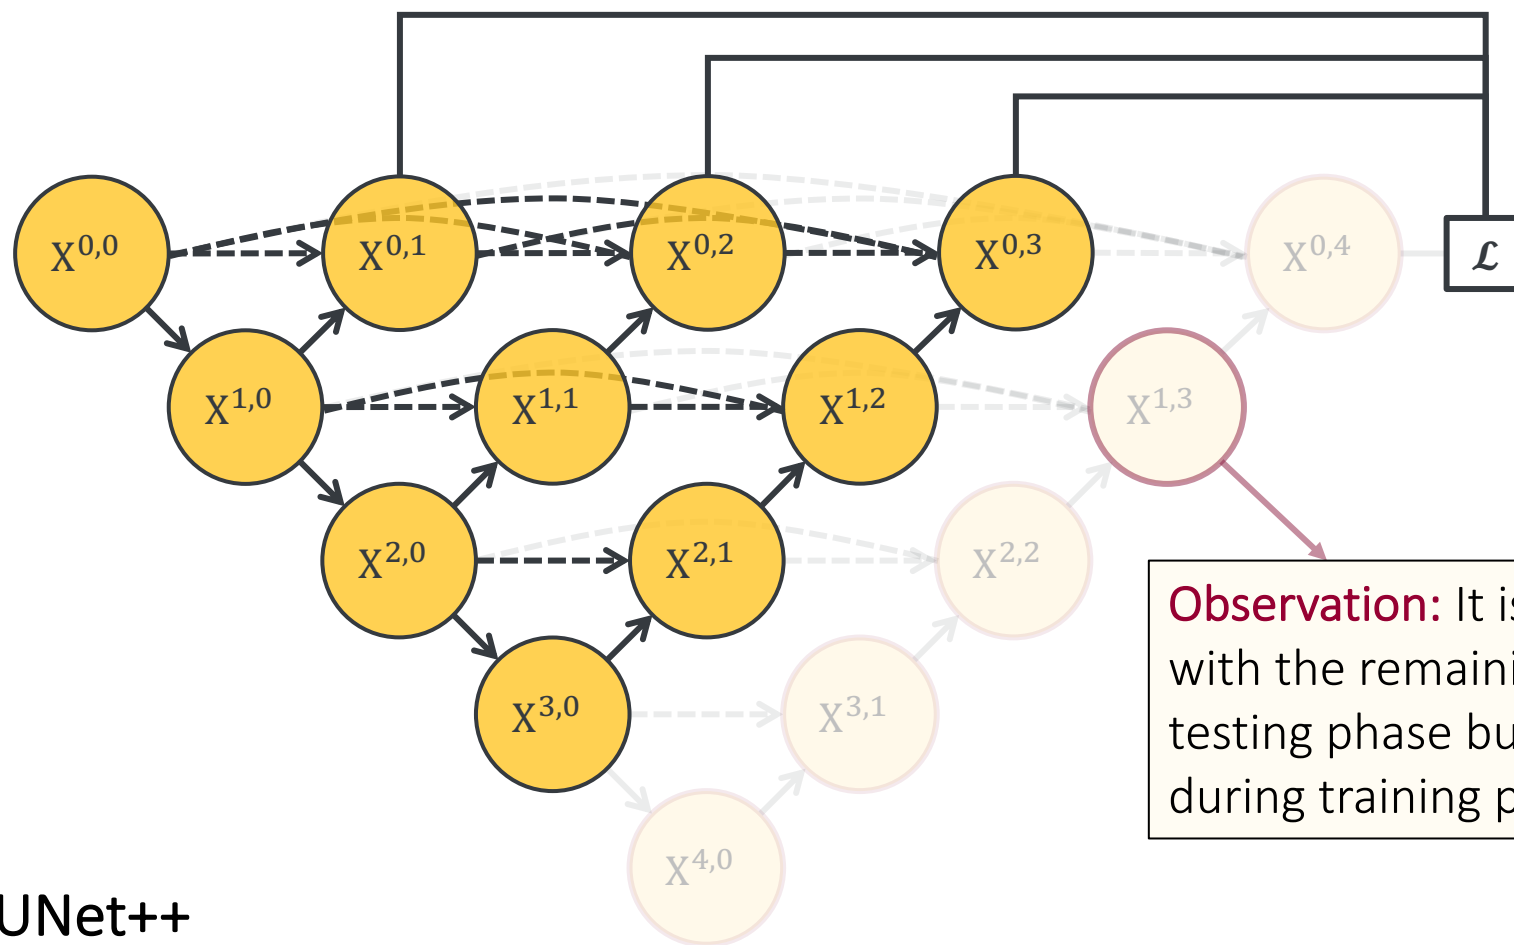 X0,0 X0,1 X0,2 X0,3 X0,4 ℒ
X1,0 X1,1 X1,2 X1,3
X2,0 X2,1 X2,2
X3,0 X3,1
X4,0
Observation: It is
with the remaini
testing phase bu
during training p
UNet++